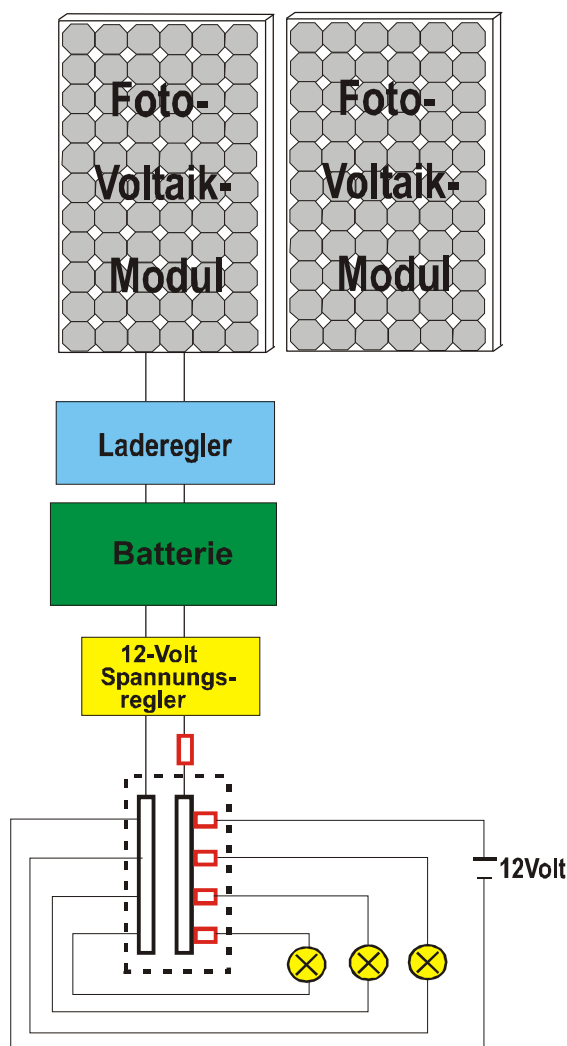 Foto-
Voltaik-
Modul
Foto-
Voltaik-
Modul
Laderegler
Batterie
12-Volt
Spannungs-
regler
12Volt